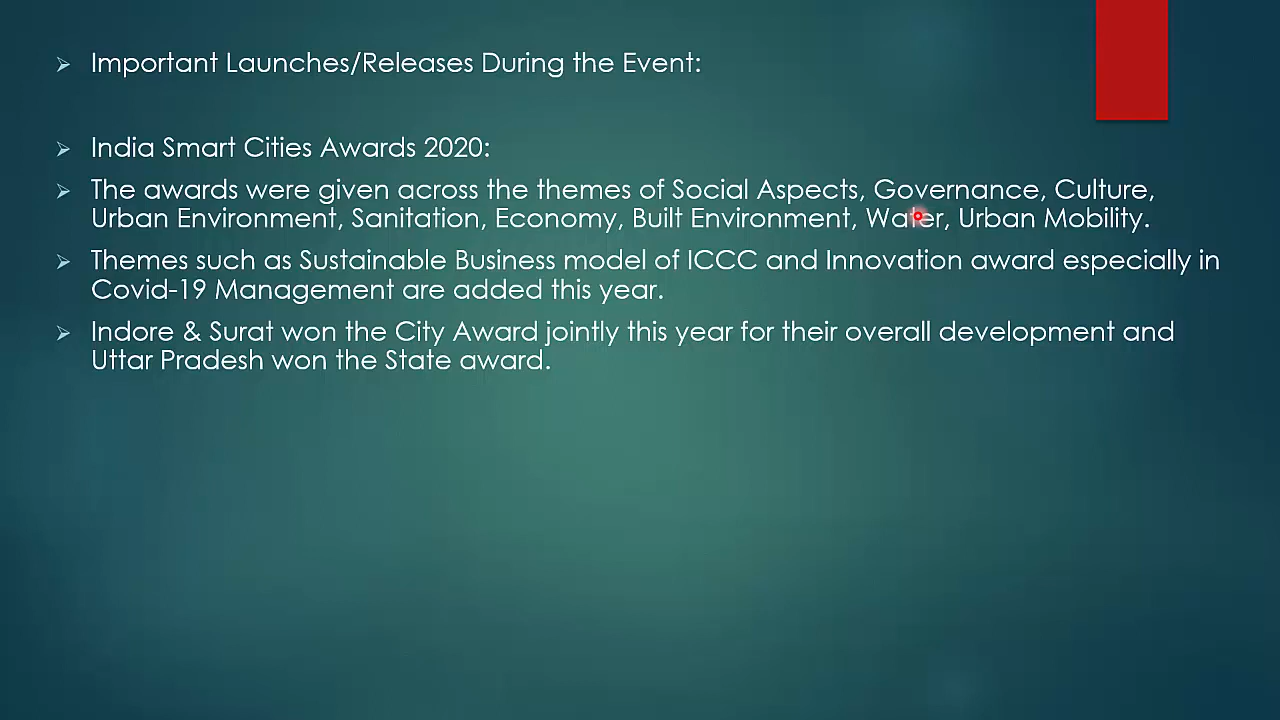 Important Launches/Releases During the Event:
India Smart Cities Awards 2020:
The awards were given across the themes of Social Aspects, Governance, Culture,
Urban Environment, Sanitation, Economy, Built Environment, Water, Urban Mobility.
Themes such as Sustainable Business model of ICCC and Innovation award especially in
Covid-19 Management are added this year.
Indore & Surat won the City Award jointly this year for their overall development and
Uttar Pradesh won the State award.